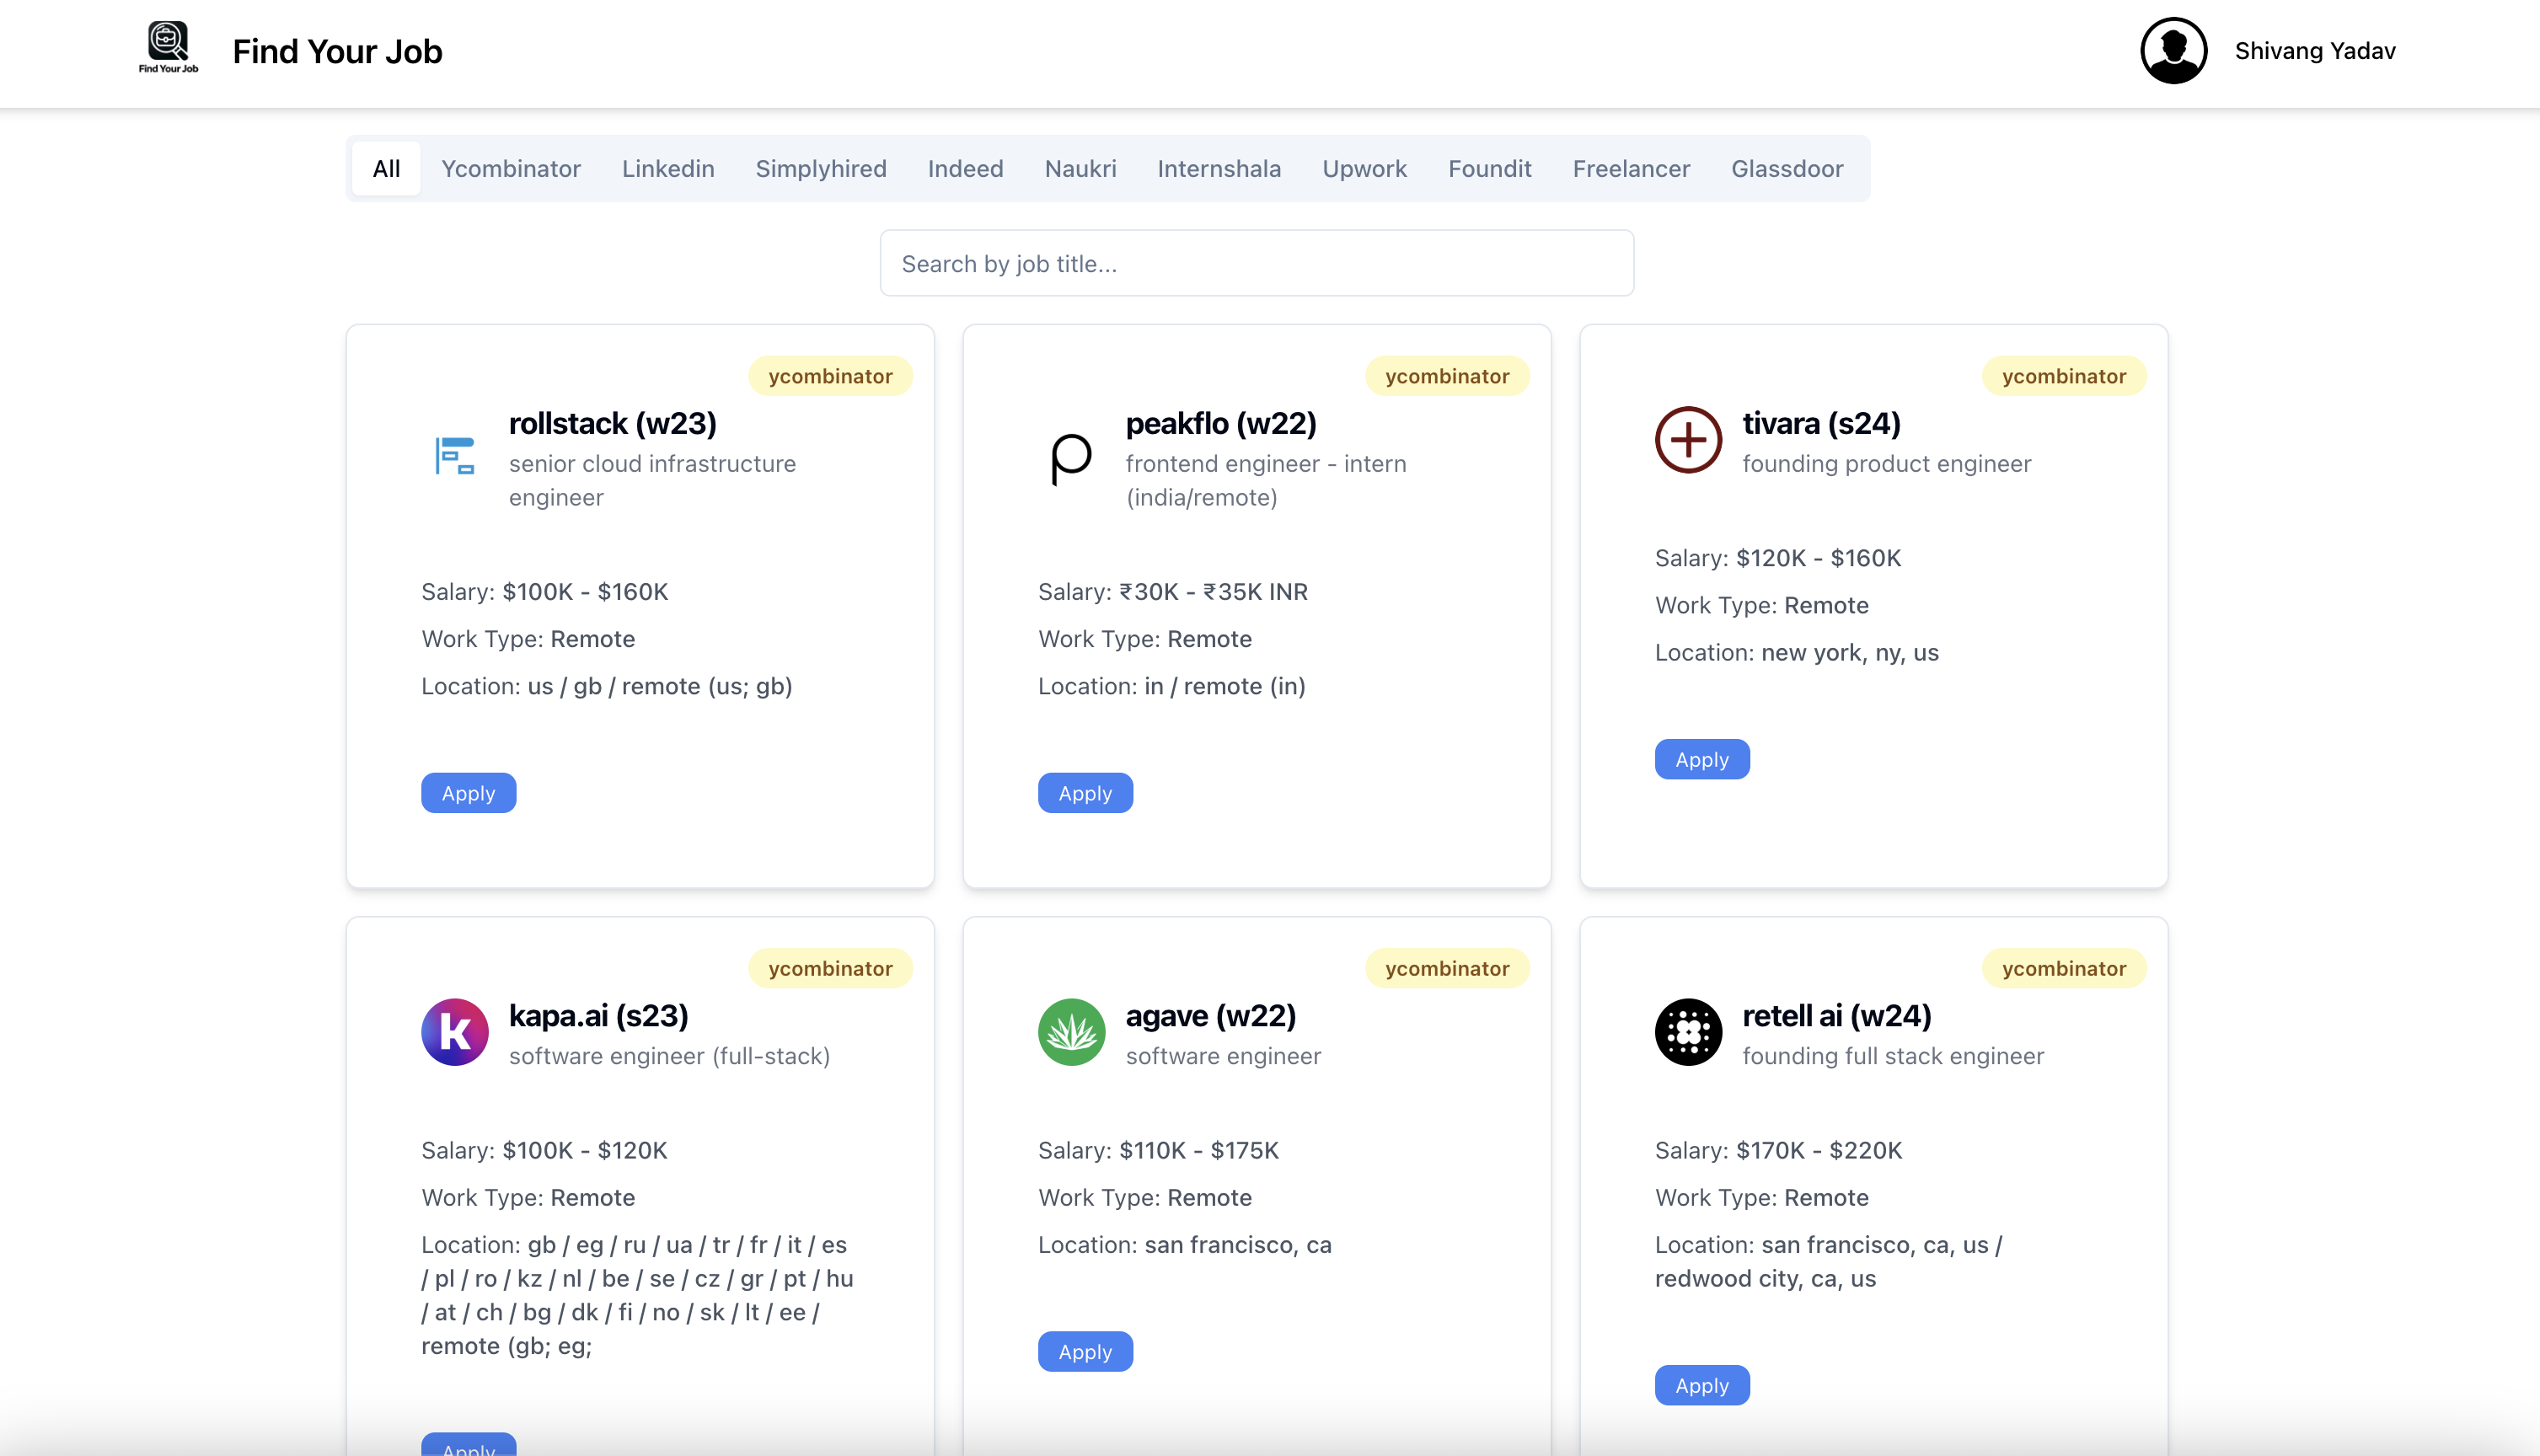 Find Your Job
Find Your Job
Shivang Yadav
All Ycombinator Linkedin Simplyhired Indeed Naukri Internshala Upwork Foundit Freelancer Glassdoor
Search by job title...
ycombinator
rollstack (w23)
senior cloud infrastructure
engineer
Salary: $100K - $160K
Work Type: Remote
Location: us / gb / remote (us; gb)
Apply
ycombinator
peakflo (w22)
frontend engineer - intern
(india/remote)
Salary: ₹30K - ₹35K INR
Work Type: Remote
Location: in / remote (in)
Apply
ycombinator
tivara (s24)
founding product engineer
Salary: $120K - $160K
Work Type: Remote
Location: new york, ny, us
Apply
ycombinator
k
kapa.ai (s23)
software engineer (full-stack)
Salary: $100K - $120K
Work Type: Remote
Location: gb / eg / ru / ua / tr / fr / it / es
/ pl / ro / kz / nl / be / se / cz / gr / pt / hu
/ at / ch / bg / dk / fi / no / sk / lt / ee /
remote (gb; eg;
Apply
ycombinator
agave (w22)
software engineer
Salary: $110K - $175K
Work Type: Remote
Location: san francisco, ca
Apply
ycombinator
retell ai (w24)
founding full stack engineer
Salary: $170K - $220K
Work Type: Remote
Location: san francisco, ca, us /
redwood city, ca, us
Apply